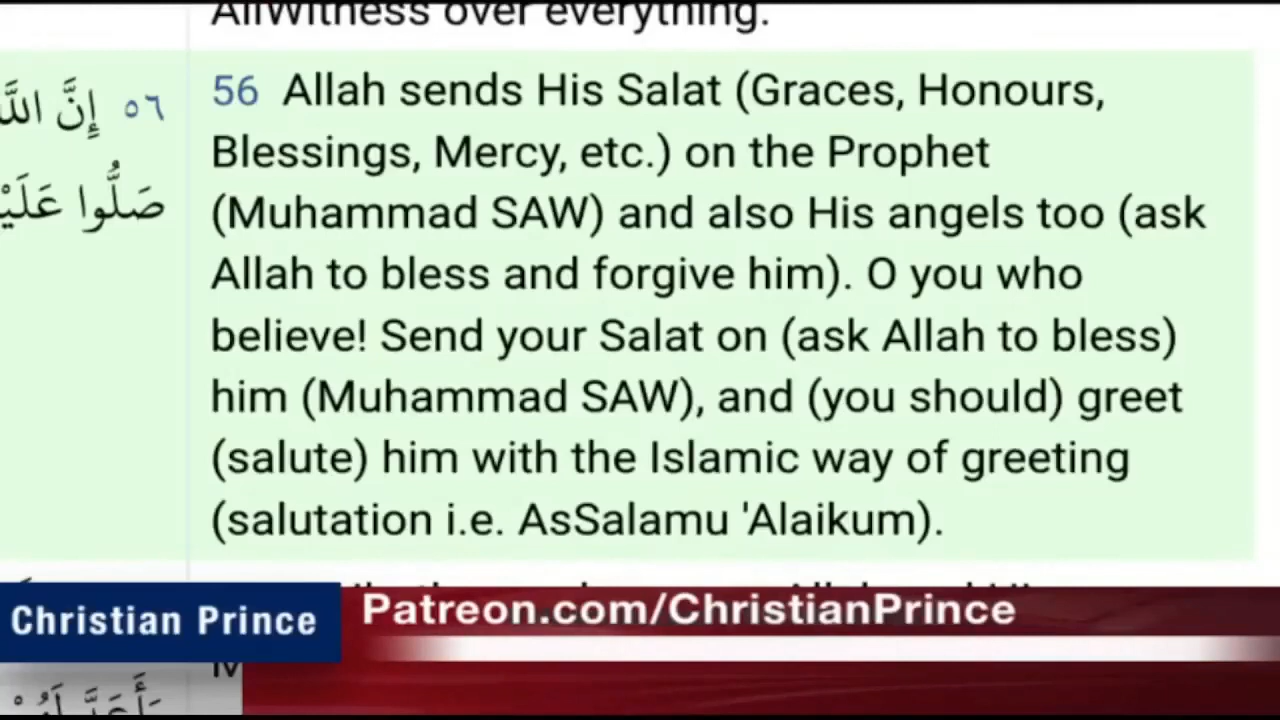 AllWitness over everything.
٥٦ إِنَّ
صَلُّوا
56 Allah sends His Salat (Graces, Honours,
Blessings, Mercy, etc.) on the Prophet
(Muhammad SAW) and also His angels too (ask
Allah to bless and forgive him). O you who
believe! Send your Salat on (ask Allah to bless)
him (Muhammad SAW), and (you should) greet
(salute) him with the Islamic way of greeting
(salutation i.e. AsSalamu 'Alaikum).
Christian Prince
Patreon.com/ChristianPrince